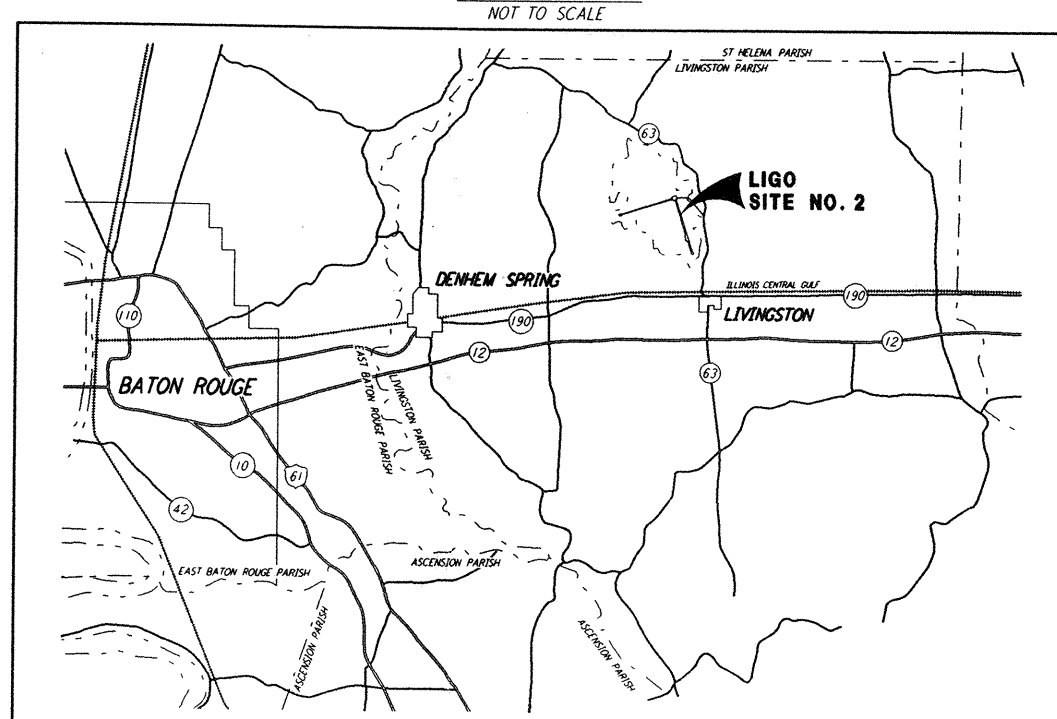 NOT TO SCALE
ST HELENA PARISH
LIVINGSTON PARISH
63
LIGO
SITE NO. 2
DENHEM SPRING
ILLINOIS CENTRAL GULF
190
110
190
LIVINGSTON
12
12
BATON ROUGE
LIVINGSTON PARISH
EAST BATON ROUGE PARISH
63
10
61
42
ASCENSION PARISH
EAST BATON ROUGE PARISH
ASCENSION PARISH
ASCENSION PARISH